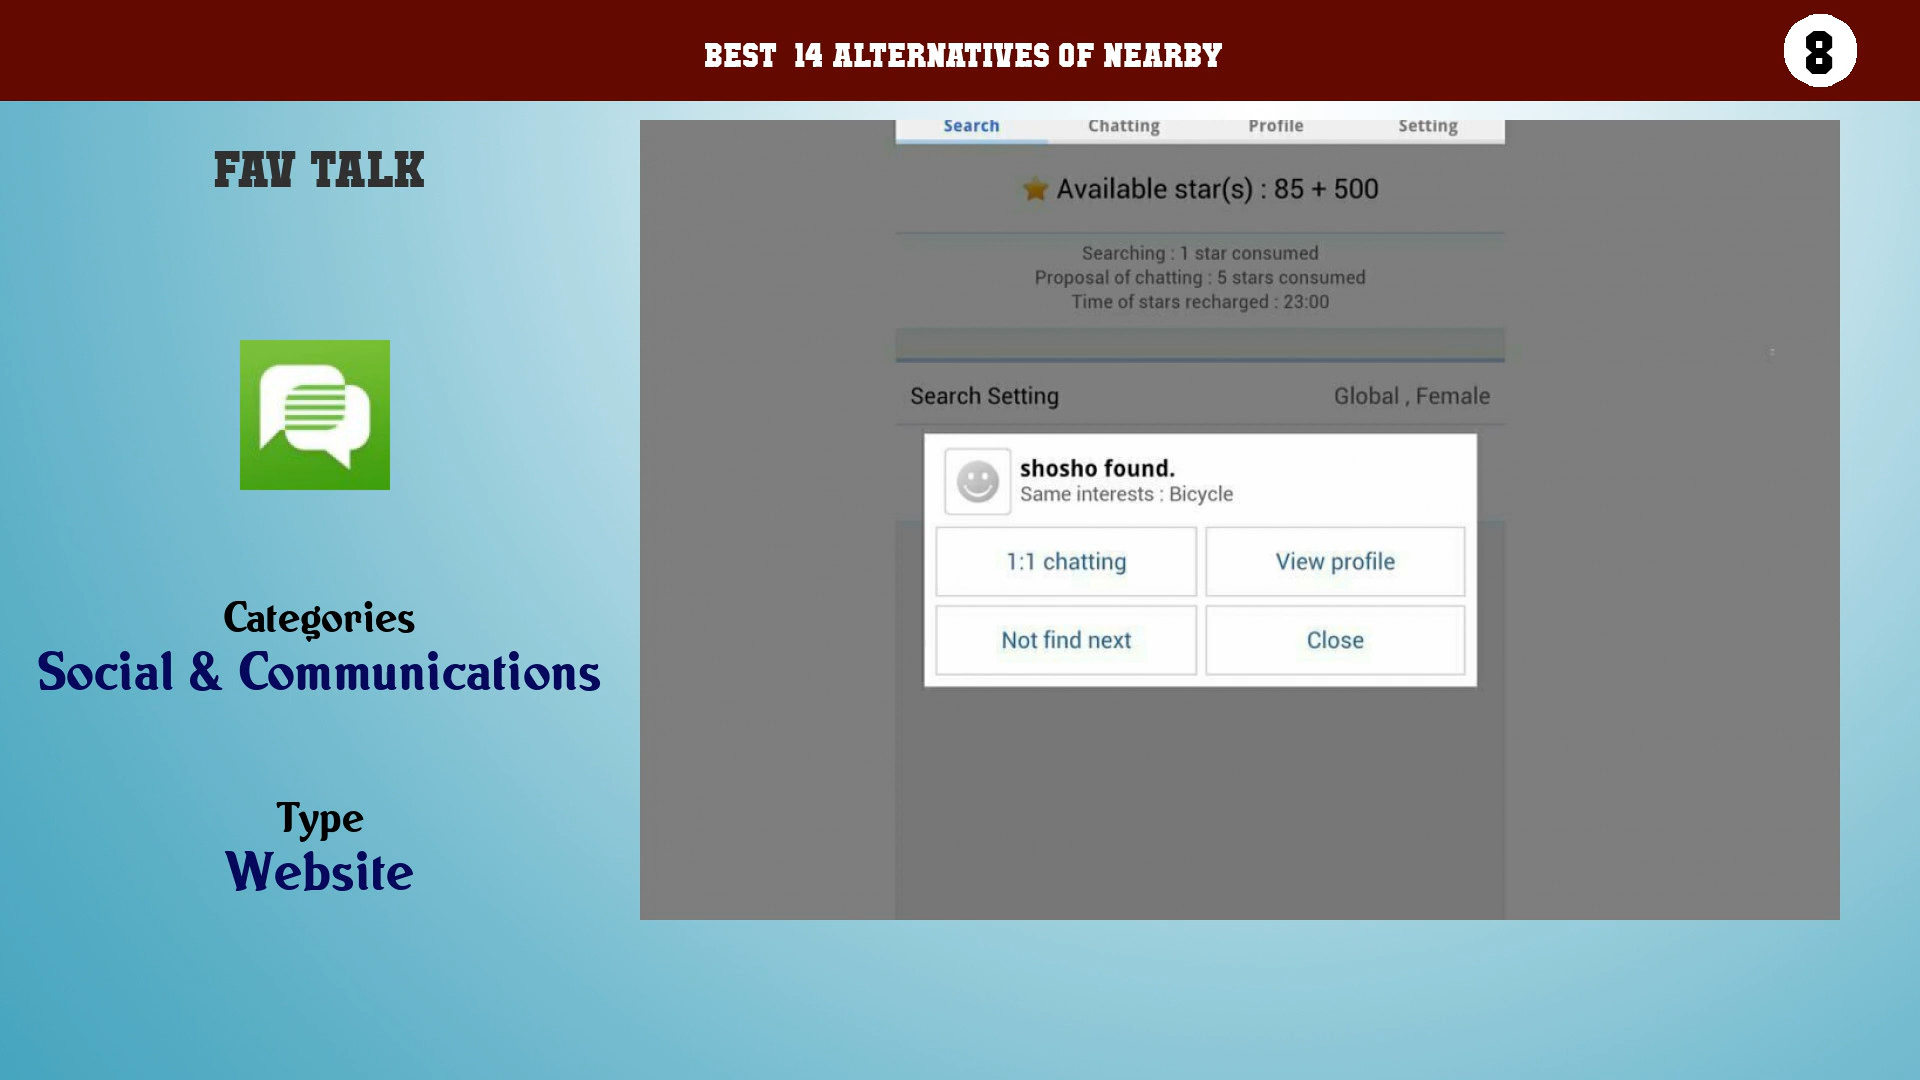 BEST 14 ALTERNATIVES OF NEARBY
8
FAV TALK
Categories
Social & Communications
Type
Website
Search Chatting Profile Setting
Available star(s) : 85 + 500
Searching : 1 star consumed
Proposal of chatting : 5 stars consumed
Time of stars recharged : 23:00
Search Setting Global , Female
shosho found.
Same interests : Bicycle
1:1 chatting View profile
Not find next Close